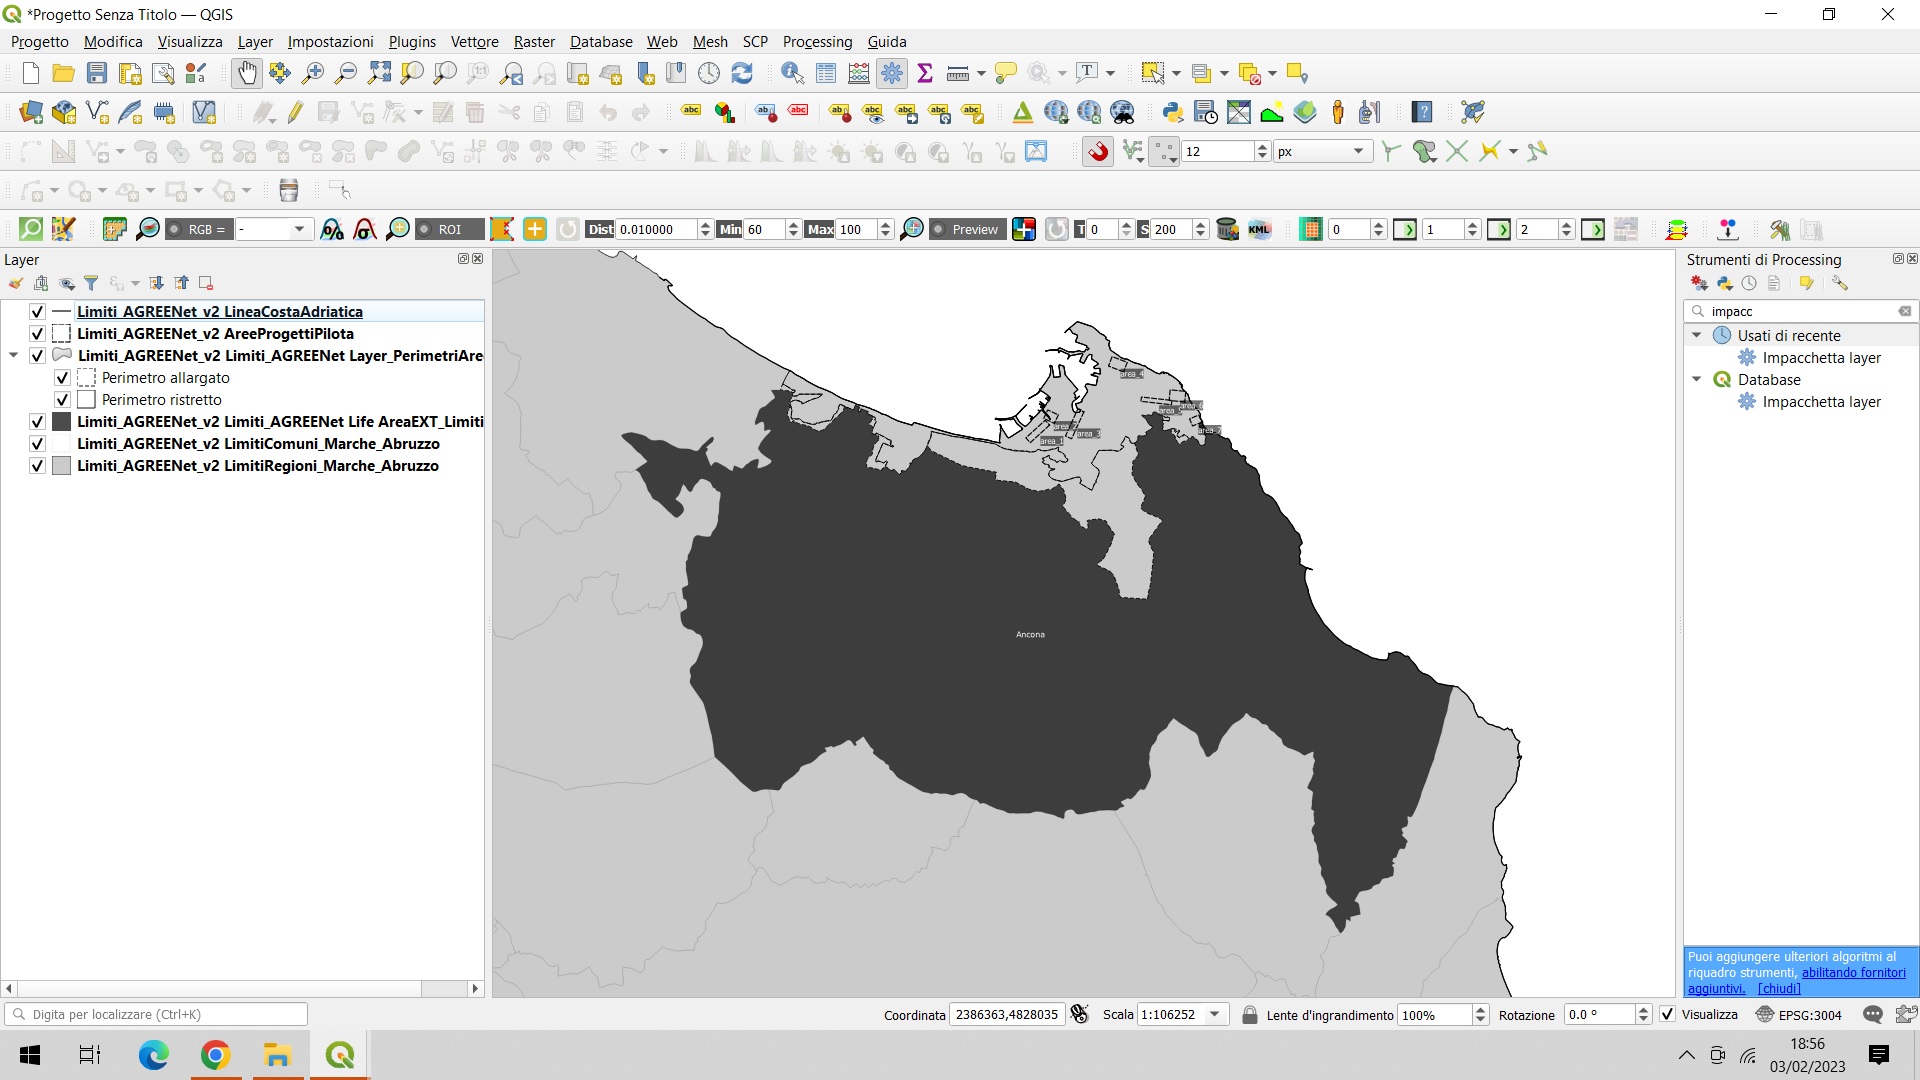 *Progetto Senza Titolo — QGIS
Progetto Modifica Visualizza Layer Impostazioni Plugins Vettore Raster Database Web Mesh SCP Processing Guida
12 px
RGB = - ROI Dist 0.010000 Min 60 Max 100 Preview T 0 S 200 KML 0 1 2
Layer
Limiti_AGREENet_v2 LineaCostaAdriatica
Limiti_AGREENet_v2 AreeProgettiPilota
Limiti_AGREENet_v2 Limiti_AGREENet Layer_PerimetriAre
Perimetro allargato
Perimetro ristretto
Limiti_AGREENet_v2 Limiti_AGREENet Life AreaEXT_Limiti
Limiti_AGREENet_v2 LimitiComuni_Marche_Abruzzo
Limiti_AGREENet_v2 LimitiRegioni_Marche_Abruzzo
area_4
area_2
area_3
area_1
Ancona
Strumenti di Processing
impacc
Usati di recente
Impacchetta layer
Database
Impacchetta layer
Puoi aggiungere ulteriori algoritmi al
riquadro strumenti, abilitando fornitori
aggiuntivi. [chiudi]
Digita per localizzare (Ctrl+K)
Coordinata 2386363,4828035 Scala 1:106252 Lente d'ingrandimento 100% Rotazione 0.0 ° Visualizza EPSG:3004
18:56
03/02/2023